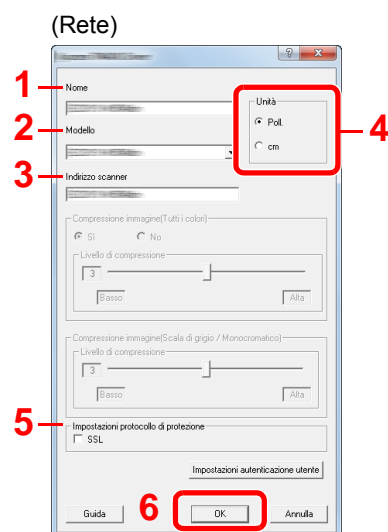 (Rete)
?
1
Nome
Unità
Poll.
cm
4
2
Modello
3
Indirizzo scanner
Compressione immagine(Tutti i colori)
Sì
No
Livello di compressione
3
Basso
Alta
Compressione immagine(Scala di grigio / Monocromatico)
Livello di compressione
3
Basso
Alta
5
Impostazioni protocollo di protezione
SSL
Impostazioni autenticazione utente
Guida
6
OK
Annulla